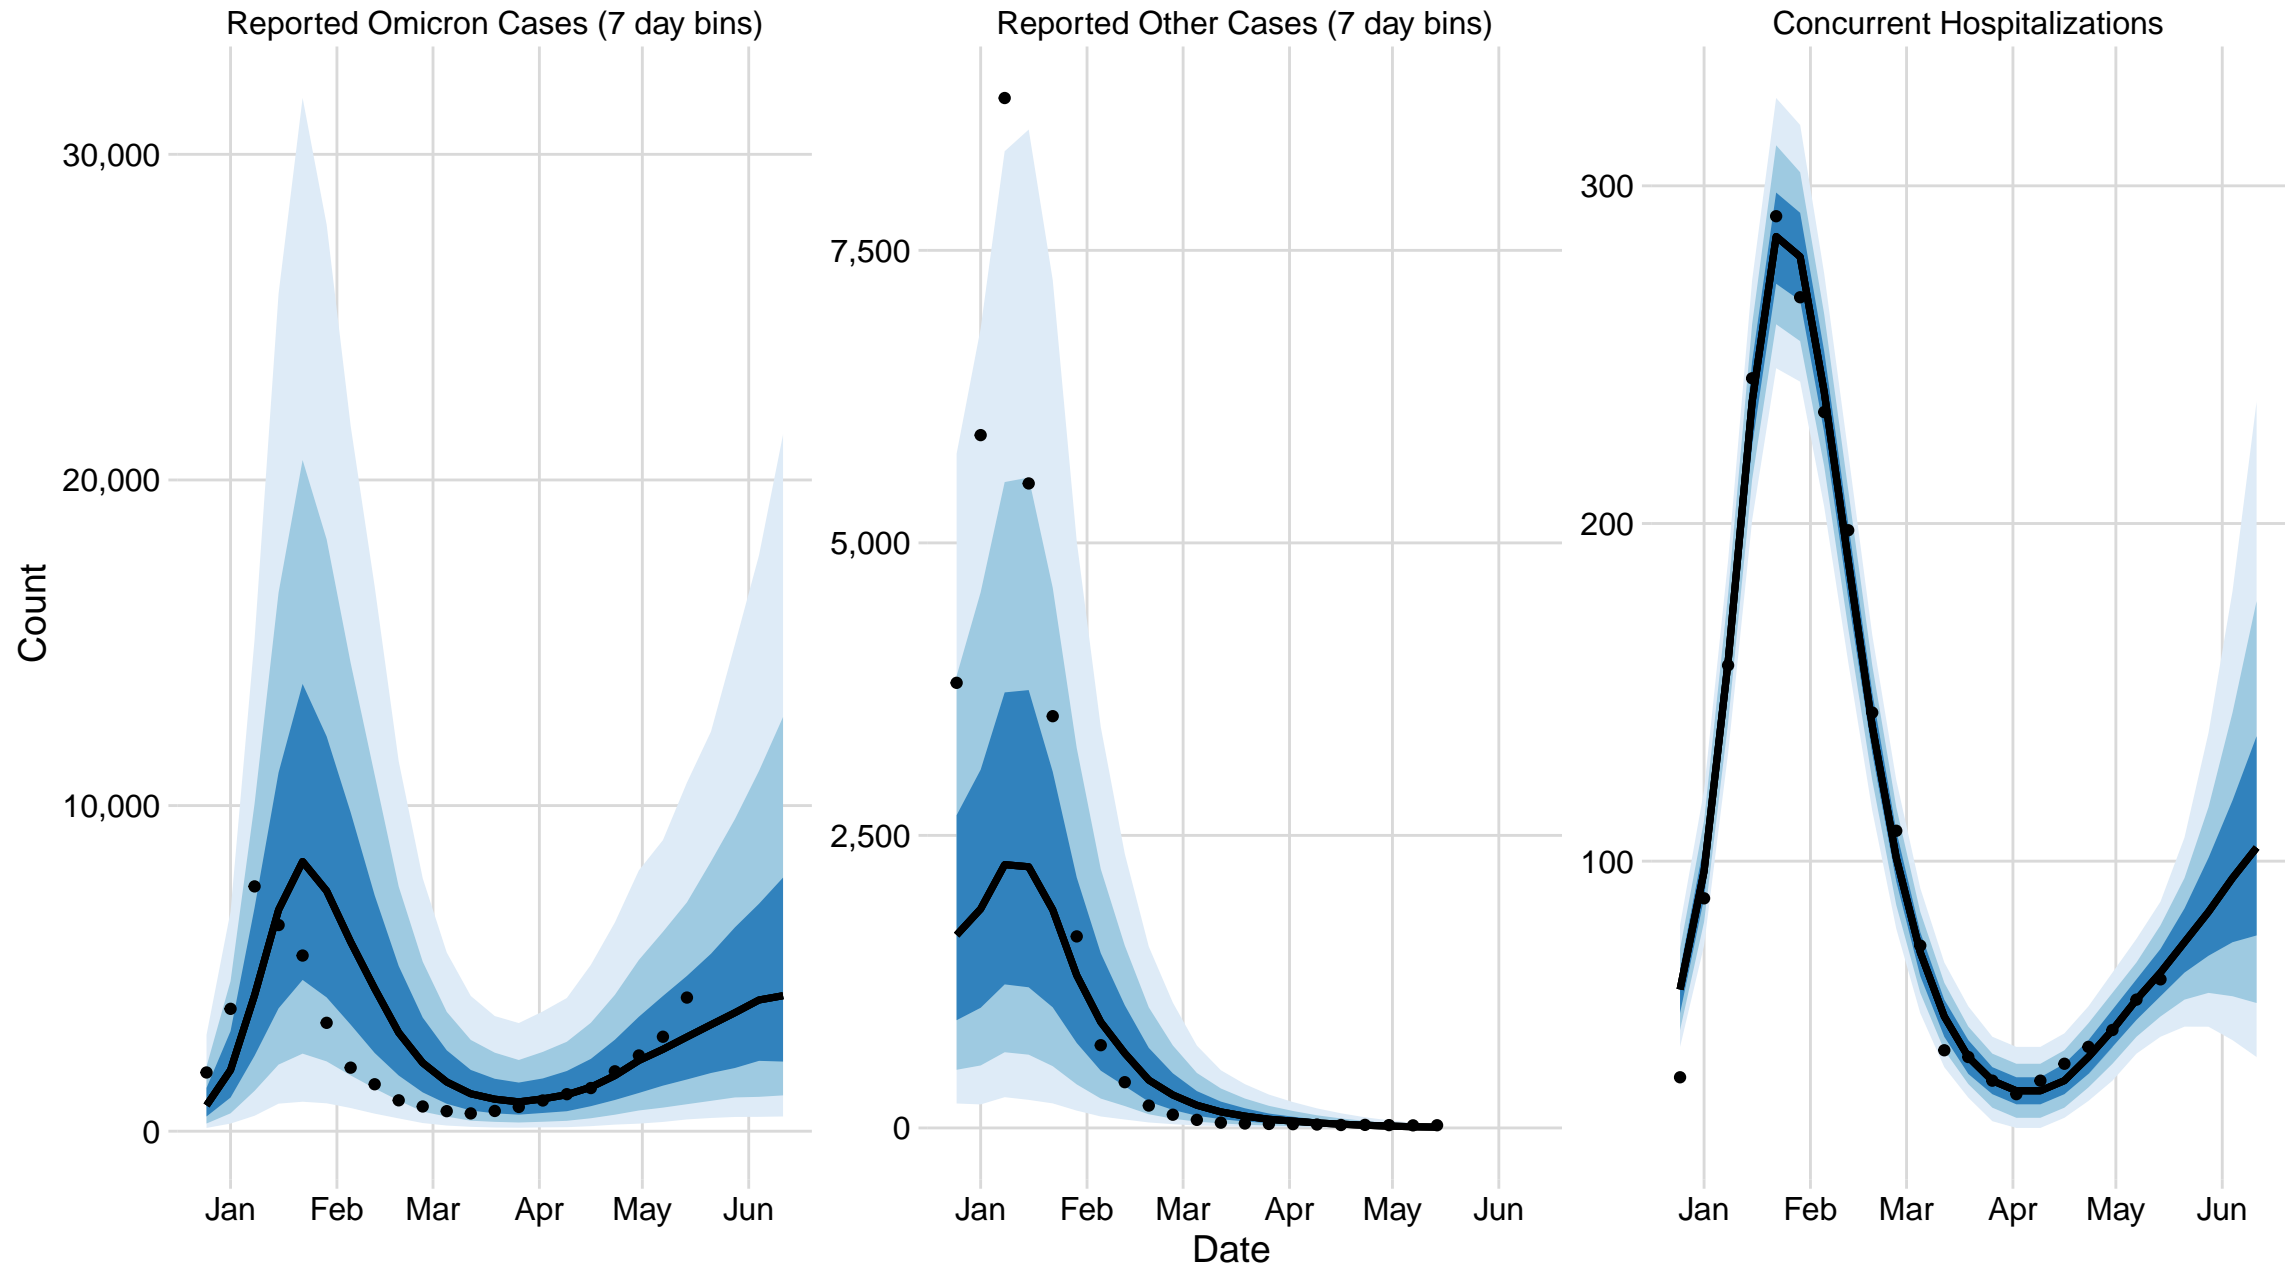 Reported Omicron Cases (7 day bins)
Reported Other Cases (7 day bins)
Concurrent Hospitalizations
Count
30,000
20,000
10,000
0
7,500
5,000
2,500
0
300
200
100
Jan Feb Mar Apr May Jun
Jan Feb Mar Apr May Jun
Jan Feb Mar Apr May Jun
Date